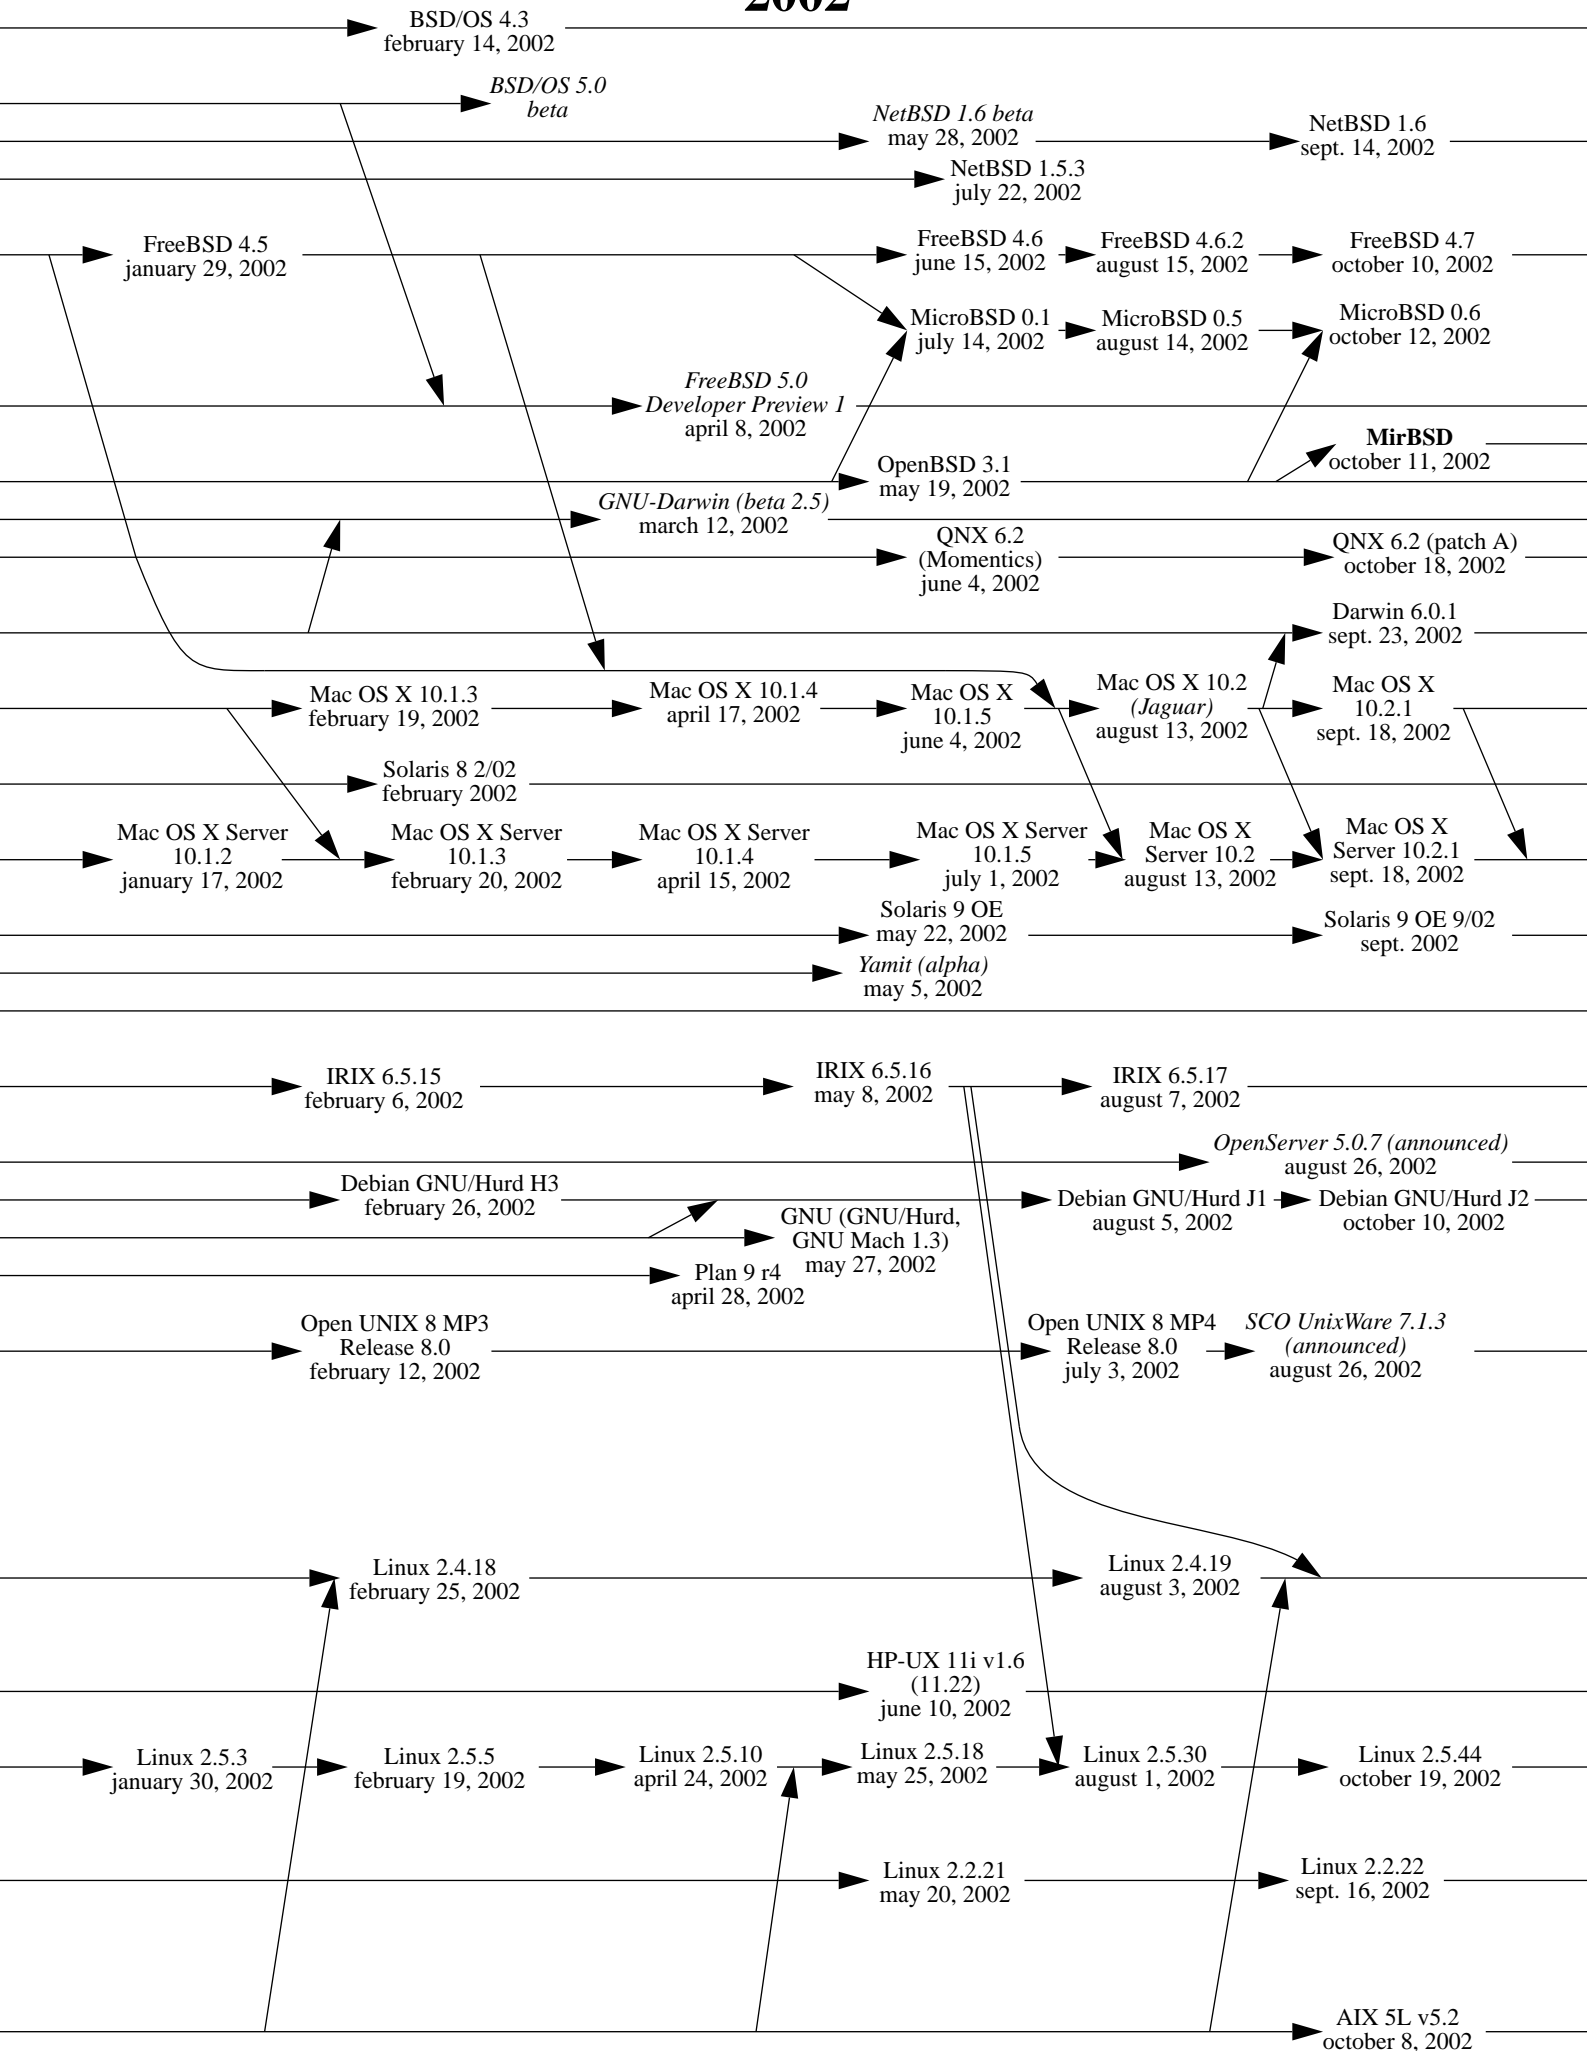 2002
BSD/OS 4.3
february 14, 2002
BSD/OS 5.0
beta
NetBSD 1.6 beta
may 28, 2002
NetBSD 1.6
sept. 14, 2002
NetBSD 1.5.3
july 22, 2002
FreeBSD 4.5
january 29, 2002
FreeBSD 4.6
june 15, 2002
FreeBSD 4.6.2
august 15, 2002
FreeBSD 4.7
october 10, 2002
MicroBSD 0.1
july 14, 2002
MicroBSD 0.5
august 14, 2002
MicroBSD 0.6
october 12, 2002
FreeBSD 5.0
Developer Preview 1
april 8, 2002
MirBSD
october 11, 2002
OpenBSD 3.1
may 19, 2002
GNU-Darwin (beta 2.5)
march 12, 2002
QNX 6.2
(Momentics)
june 4, 2002
QNX 6.2 (patch A)
october 18, 2002
Darwin 6.0.1
sept. 23, 2002
Mac OS X 10.1.3
february 19, 2002
Mac OS X 10.1.4
april 17, 2002
Mac OS X
10.1.5
june 4, 2002
Mac OS X 10.2
(Jaguar)
august 13, 2002
Mac OS X
10.2.1
sept. 18, 2002
Solaris 8 2/02
february 2002
Mac OS X Server
10.1.2
january 17, 2002
Mac OS X Server
10.1.3
february 20, 2002
Mac OS X Server
10.1.4
april 15, 2002
Mac OS X Server
10.1.5
july 1, 2002
Mac OS X
Server 10.2
august 13, 2002
Mac OS X
Server 10.2.1
sept. 18, 2002
Solaris 9 OE
may 22, 2002
Solaris 9 OE 9/02
sept. 2002
Yamit (alpha)
may 5, 2002
IRIX 6.5.15
february 6, 2002
IRIX 6.5.16
may 8, 2002
IRIX 6.5.17
august 7, 2002
OpenServer 5.0.7 (announced)
august 26, 2002
Debian GNU/Hurd H3
february 26, 2002
Debian GNU/Hurd J1
august 5, 2002
Debian GNU/Hurd J2
october 10, 2002
GNU (GNU/Hurd,
GNU Mach 1.3)
may 27, 2002
Plan 9 r4
april 28, 2002
Open UNIX 8 MP3
Release 8.0
february 12, 2002
Open UNIX 8 MP4
Release 8.0
july 3, 2002
SCO UnixWare 7.1.3
(announced)
august 26, 2002
Linux 2.4.18
february 25, 2002
Linux 2.4.19
august 3, 2002
HP-UX 11i v1.6
(11.22)
june 10, 2002
Linux 2.5.3
january 30, 2002
Linux 2.5.5
february 19, 2002
Linux 2.5.10
april 24, 2002
Linux 2.5.18
may 25, 2002
Linux 2.5.30
august 1, 2002
Linux 2.5.44
october 19, 2002
Linux 2.2.21
may 20, 2002
Linux 2.2.22
sept. 16, 2002
AIX 5L v5.2
october 8, 2002